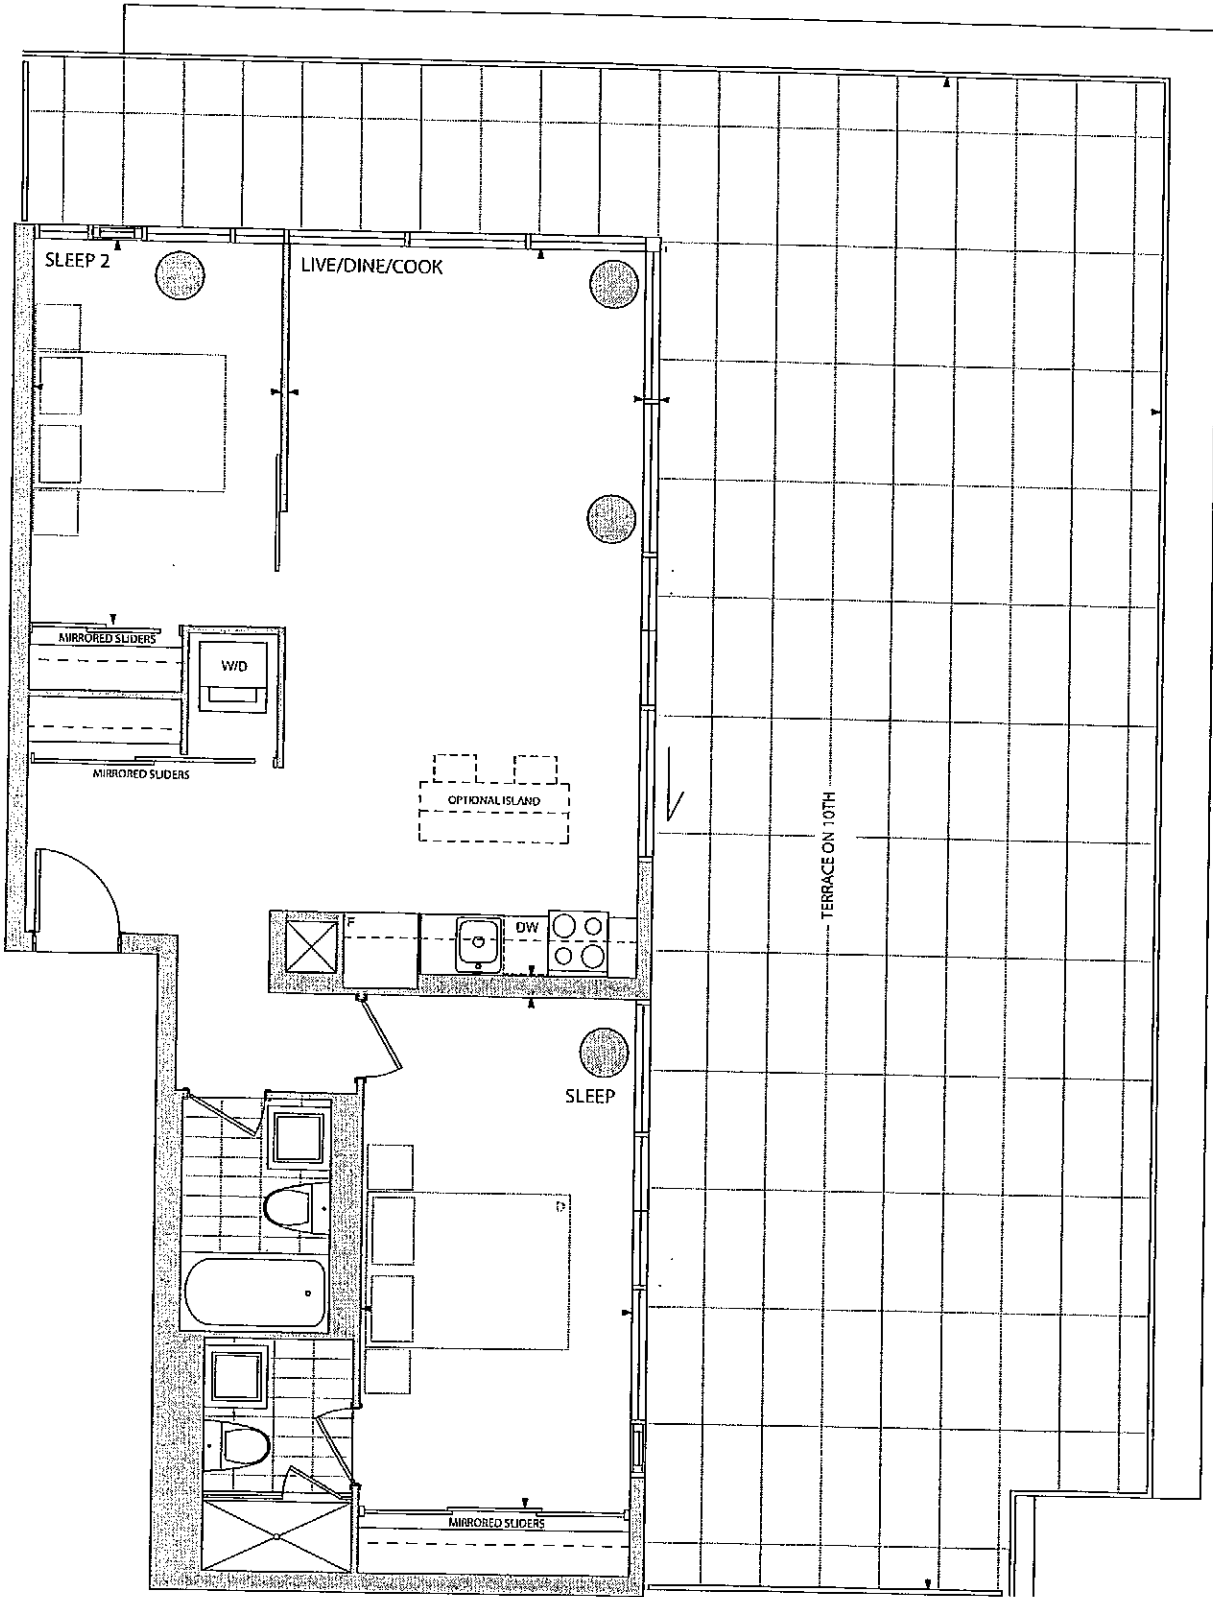 SLEEP 2
LIVE/DINE/COOK
MIRRORED SLIDERS
W/D
MIRRORED SLIDERS
OPTIONAL ISLAND
TERRACE ON 10TH
F
DW
SLEEP
D
MIRRORED SLIDERS